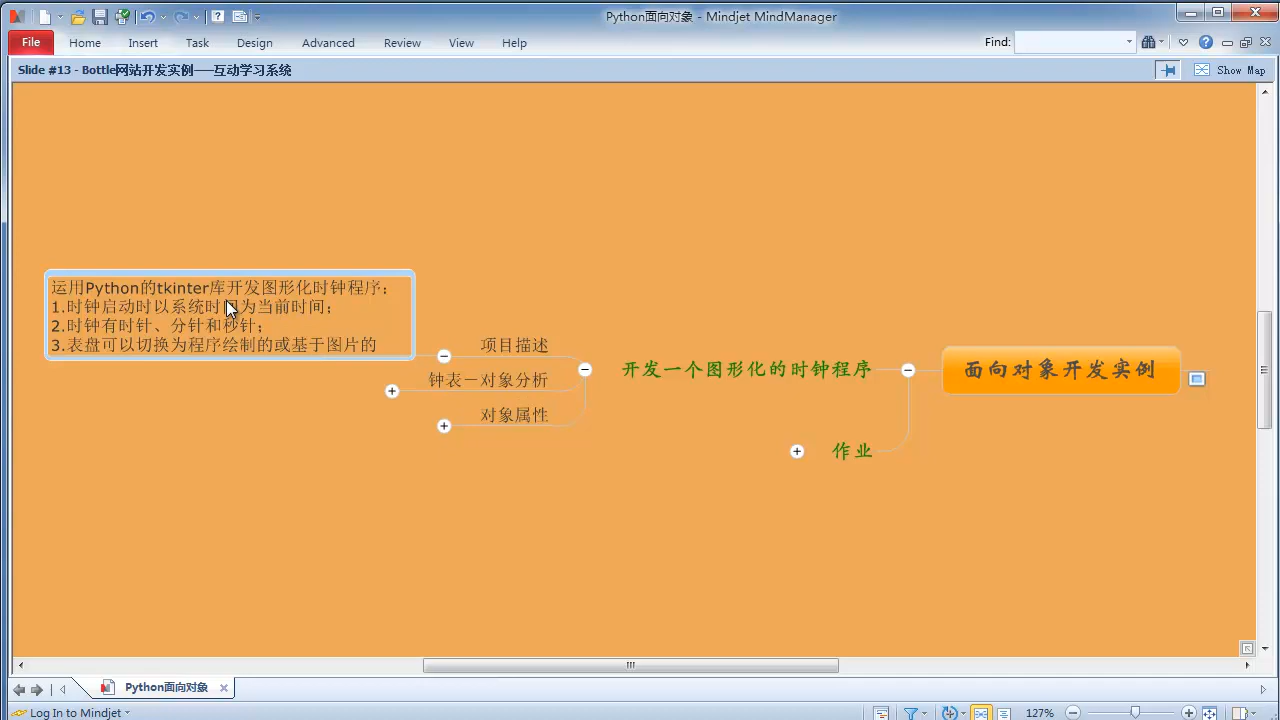 Python面向对象 - Mindjet MindManager
File Home Insert Task Design Advanced Review View Help Find:
Slide #13 - Bottle网站开发实例——互动学习系统 Show Map
运用Python的tkinter库开发图形化时钟程序；
1.时钟启动时以系统时间为当前时间；
2.时钟有时针、分针和秒针；
3.表盘可以切换为程序绘制的或基于图片的
项目描述
钟表－对象分析
对象属性
开发一个图形化的时钟程序
作业
面向对象开发实例
Python面向对象
Log In to Mindjet 127%